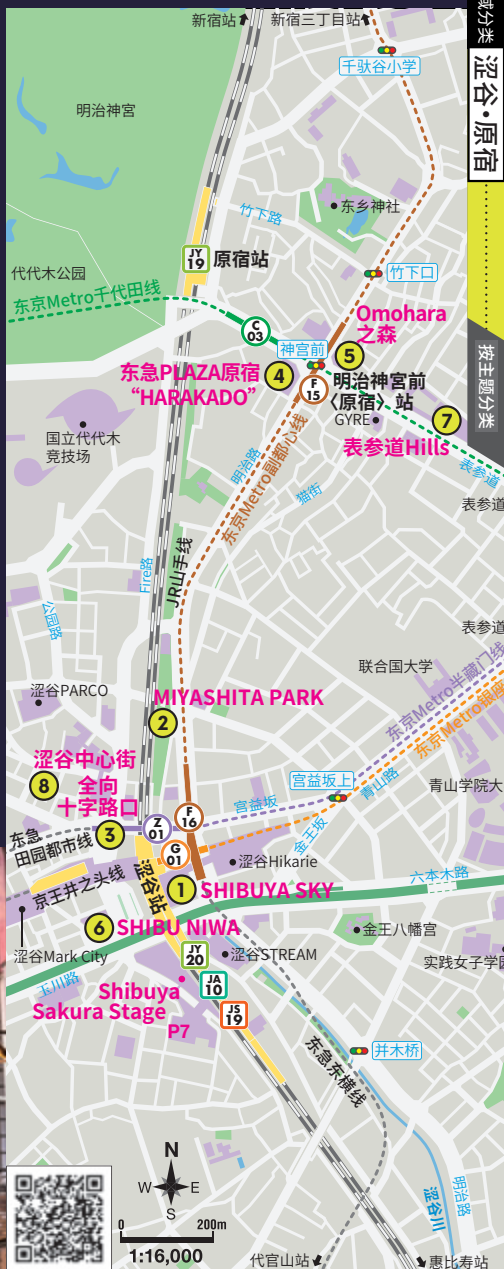 新宿站
新宿三丁目站
域分类
涩谷・原宿
按主题分类
千驮谷小学
明治神宮
竹下路
东乡神社
JY
19
原宿站
竹下口
代代木公园
东京Metro千代田线
C
03
Omohara
之森
神宫前
5
东急PLAZA原宿
“HARAKADO”
4
F
15
明治神宮前
〈原宿〉站
GYRE
7
表参道Hills
国立代代木
竞技场
明治路
东京Metro副都心线
猫街
表参道
表参道
Fire路
JR山手线
公园路
表参道
联合国大学
涩谷PARCO
MIYASHITA PARK
2
东京Metro半藏门线
东京Metro银座
涩谷中心街
8
全向
十字路口
宫益坂上
青山路
青山学院大
宫益坂
3
Z
01
F
16
东急
田园都市线
G
01
金王坂
涩谷Hikarie
京王井之头线
涩谷站
1
SHIBUYA SKY
六本木路
6
SHIBU NIWA
金王八幡宫
涩谷Mark City
JY
20
涩谷STREAM
实践女子学园
玉川路
Shibuya
Sakura Stage
P7
JA
10
JS
19
并木桥
东急东横线
N
W
E
S
0
200m
1:16,000
涩谷川
明治路
代官山站
惠比寿站